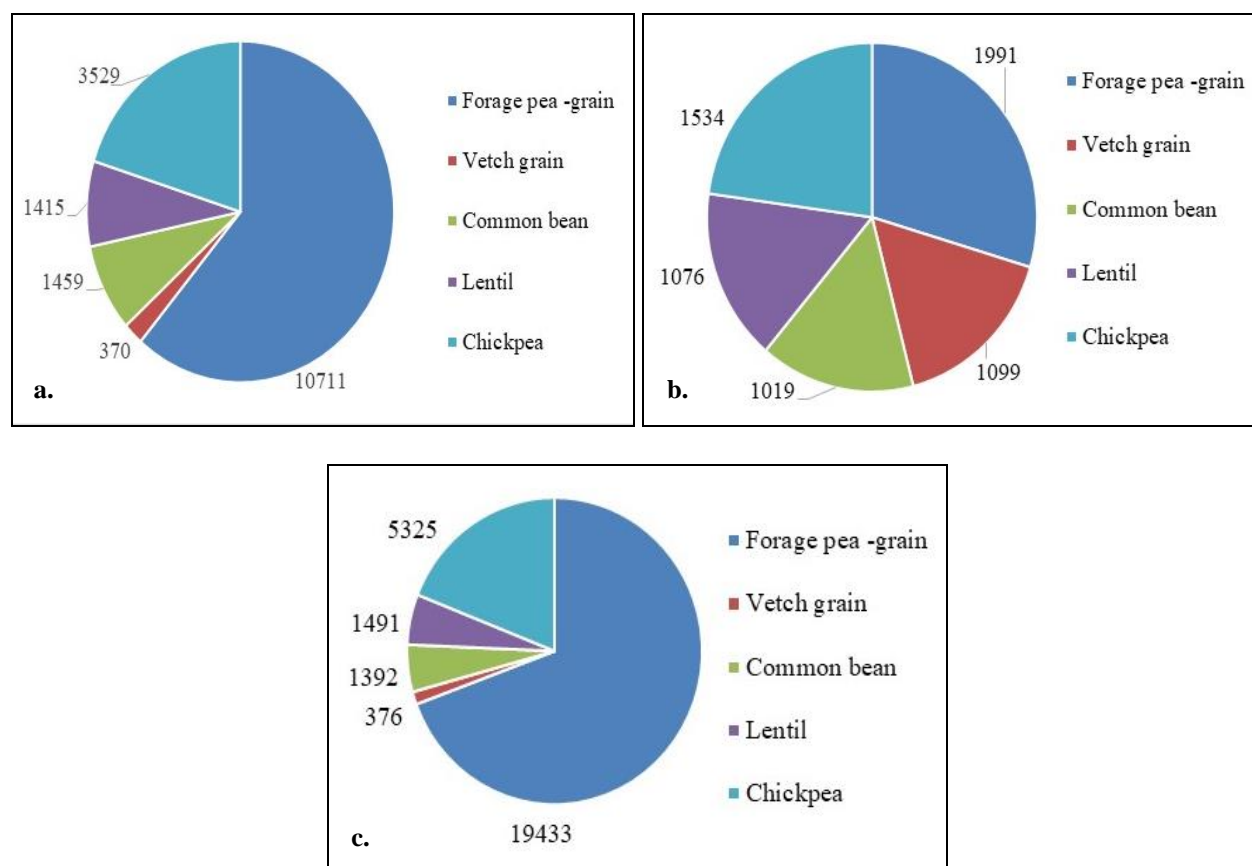 3529
1415
1459
370
10711
Forage pea -grain
Vetch grain
Common bean
Lentil
Chickpea
a.
1991
1534
1076
1019
1099
Forage pea -grain
Vetch grain
Common bean
Lentil
Chickpea
b.
5325
1491
1392
376
19433
Forage pea -grain
Vetch grain
Common bean
Lentil
Chickpea
c.